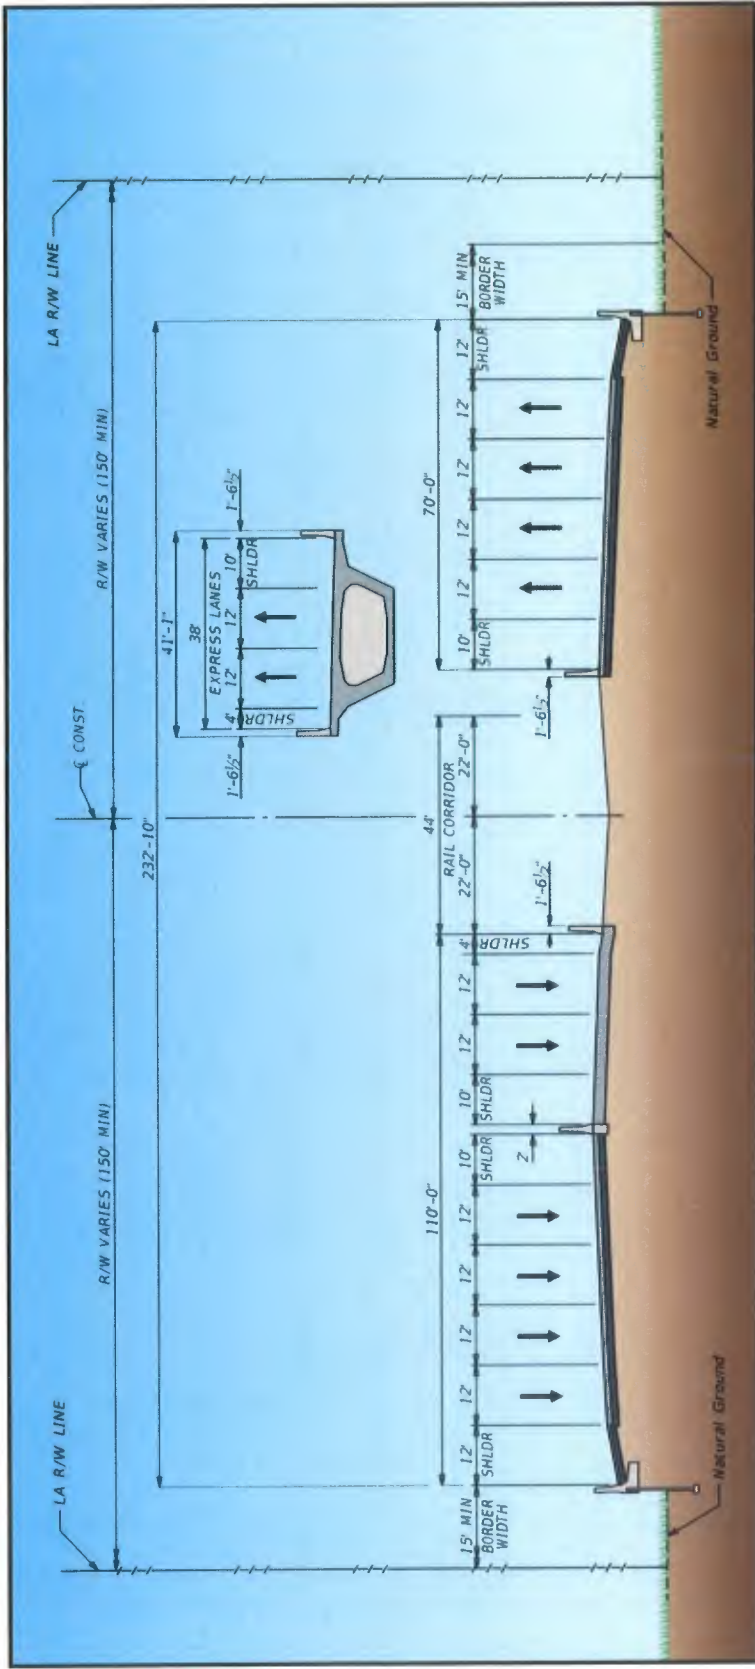 LA R/W LINE
LA R/W LINE
R/W VARIES (150' MIN)
℄ CONST.
R/W VARIES (150' MIN)
232'-10"
41'-1"
38'
EXPRESS LANES
1'-6½"
4'
SHLDR
12'
12'
10'
SHLDR
1'-6½"
110'-0"
44'
RAIL CORRIDOR
70'-0"
15' MIN
BORDER
WIDTH
12'
SHLDR
12'
12'
12'
12'
10'
SHLDR
2'
10'
SHLDR
12'
12'
4'
SHLDR
22'-0"
22'-0"
1'-6½"
1'-6½"
10'
SHLDR
12'
12'
12'
12'
12'
SHLDR
15' MIN
BORDER
WIDTH
Natural Ground
Natural Ground